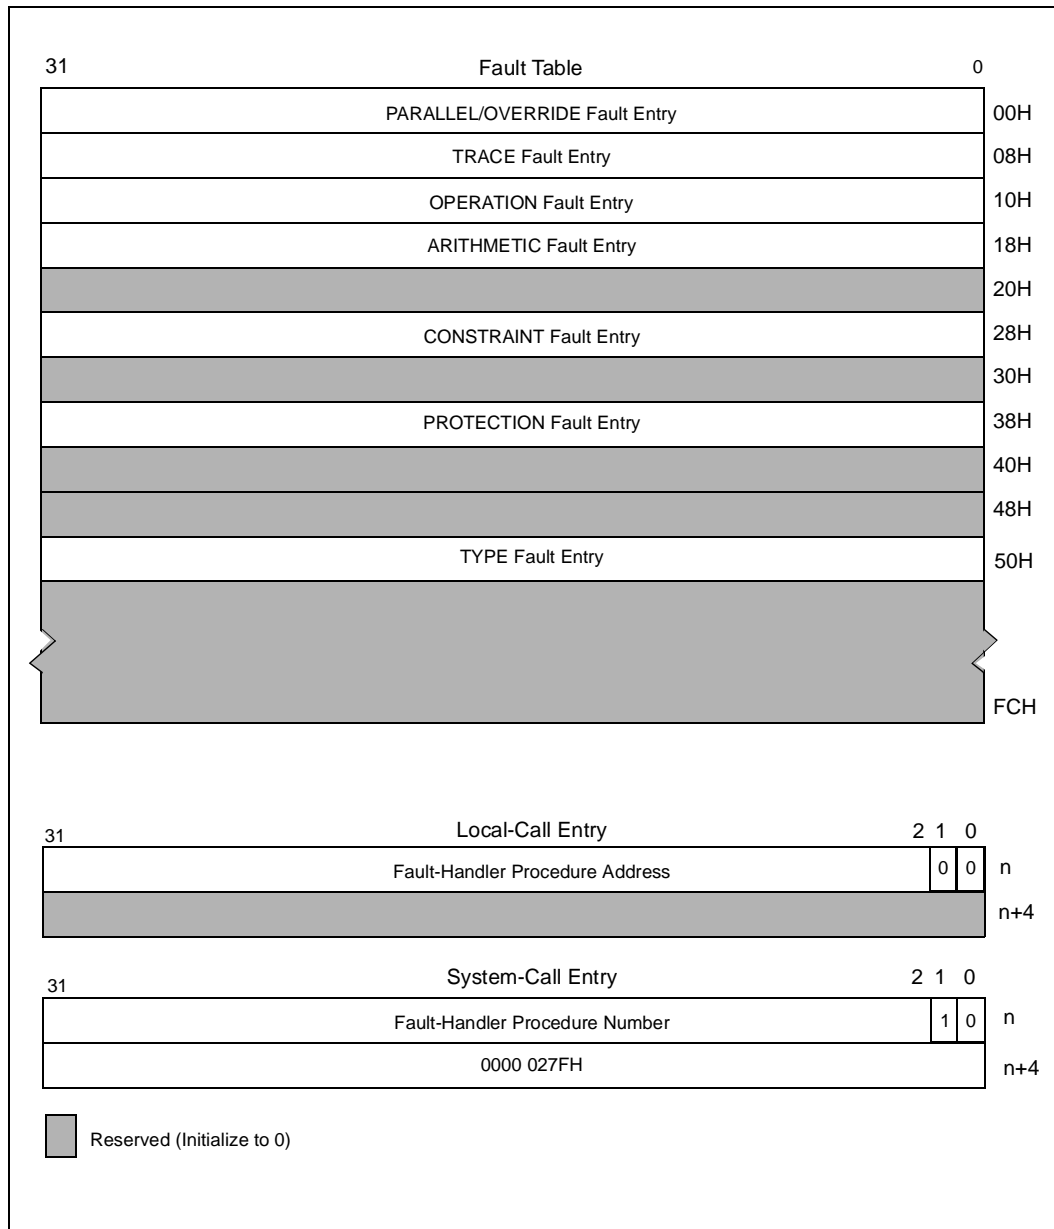 31 Fault Table 0
PARALLEL/OVERRIDE Fault Entry 00H
TRACE Fault Entry 08H
OPERATION Fault Entry 10H
ARITHMETIC Fault Entry 18H
20H
CONSTRAINT Fault Entry 28H
30H
PROTECTION Fault Entry 38H
40H
48H
TYPE Fault Entry 50H
FCH
31 Local-Call Entry 2 1 0
Fault-Handler Procedure Address 0 0 n
n+4
31 System-Call Entry 2 1 0
Fault-Handler Procedure Number 1 0 n
0000 027FH n+4
Reserved (Initialize to 0)